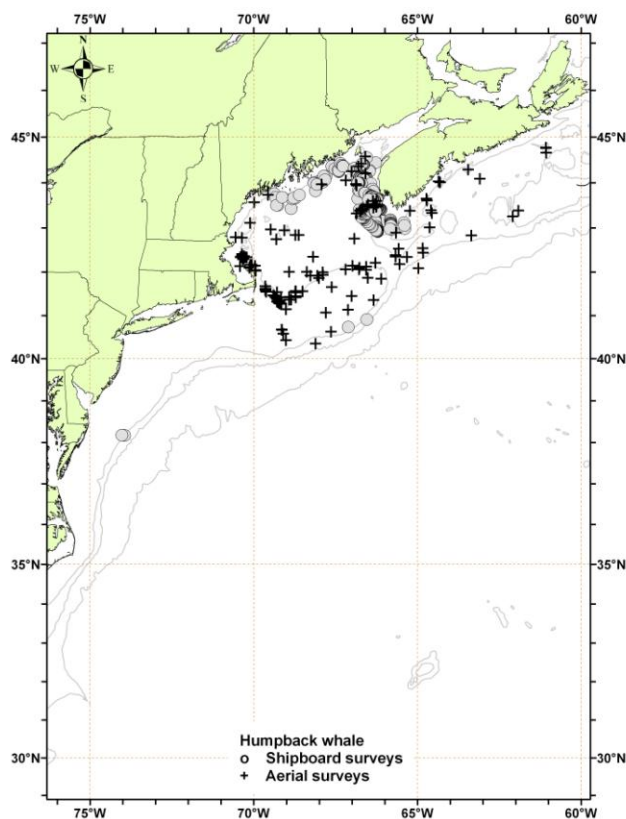 75°W 70°W 65°W 60°W
N
W E
S
45°N 45°N
40°N 40°N
35°N 35°N
Humpback whale
Shipboard surveys
Aerial surveys
30°N 30°N
75°W 70°W 65°W 60°W